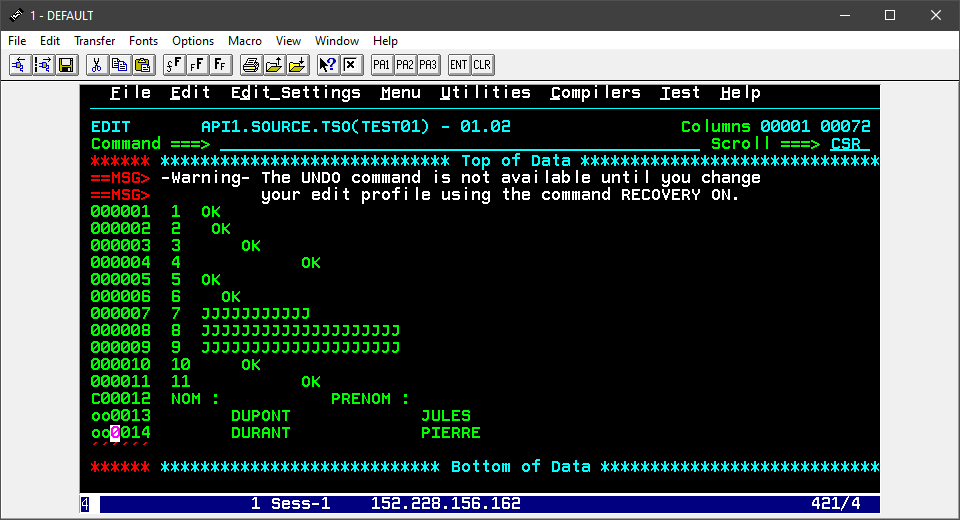 1 - DEFAULT
File Edit Transfer Fonts Options Macro View Window Help
PA1 PA2 PA3 ENT CLR
File Edit Edit_Settings Menu Utilities Compilers Test Help
EDIT API1.SOURCE.TSO(TEST01) - 01.02 Columns 00001 00072
Command ===> Scroll ===> CSR
****** **************************** Top of Data ******************************
==MSG> -Warning- The UNDO command is not available until you change
==MSG> your edit profile using the command RECOVERY ON.
000001 1 OK
000002 2 OK
000003 3 OK
000004 4 OK
000005 5 OK
000006 6 OK
000007 7 JJJJJJJJJJJ
000008 8 JJJJJJJJJJJJJJJJJJJJ
000009 9 JJJJJJJJJJJJJJJJJJJJ
000010 10 OK
000011 11 OK
C00012 NOM : PRENOM :
oo0013 DUPONT JULES
oo0014 DURANT PIERRE
''''''
****** **************************** Bottom of Data ****************************
4 1 Sess-1 152.228.156.162 421/4